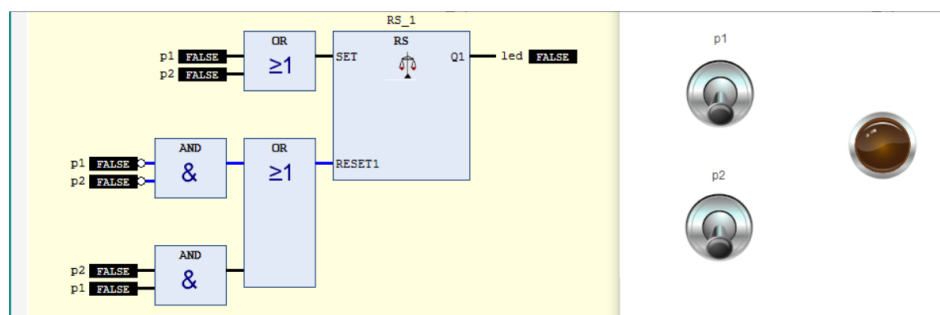 RS_1
OR
RS
p1 FALSE
≥1
SET
Q1
led FALSE
p2 FALSE
AND
OR
p1 FALSE
&
≥1
RESET1
p2 FALSE
AND
p2 FALSE
&
p1 FALSE
p1
p2